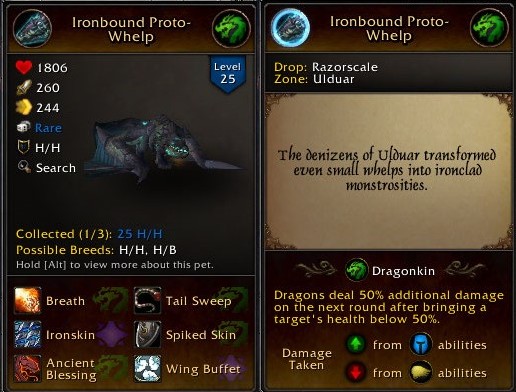 Ironbound Proto-
Whelp
Level
25
1806
260
244
Rare
H/H
Search
Collected (1/3): 25 H/H
Possible Breeds: H/H, H/B
Hold [Alt] to view more about this pet.
Breath
Tail Sweep
Ironskin
Spiked Skin
Ancient
Blessing
Wing Buffet
Ironbound Proto-
Whelp
Drop: Razorscale
Zone: Ulduar
The denizens of Ulduar transformed
even small whelps into ironclad
monstrosities.
Dragonkin
Dragons deal 50% additional damage
on the next round after bringing a
target's health below 50%.
Damage
Taken
from abilities
from abilities